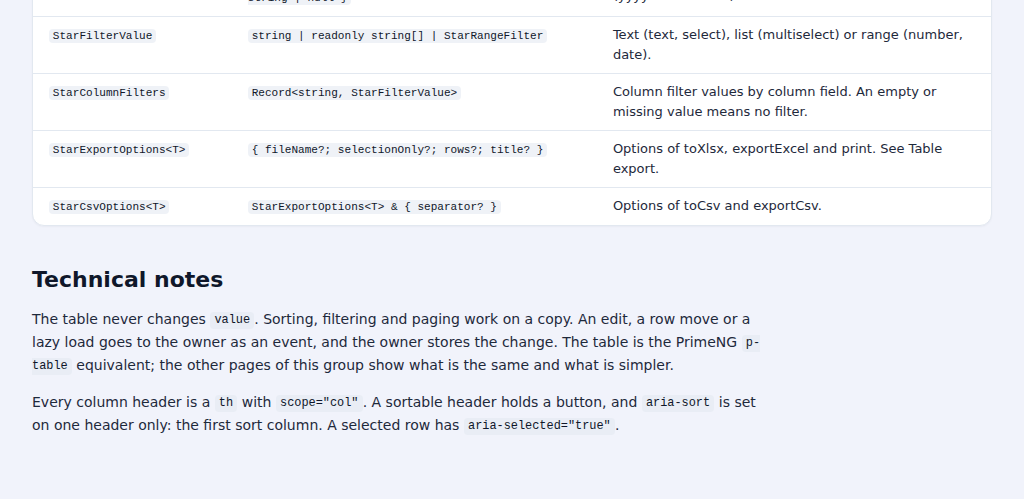 StarFilterValue string | readonly string[] | StarRangeFilter Text (text, select), list (multiselect) or range (number,
date).
StarColumnFilters Record<string, StarFilterValue> Column filter values by column field. An empty or
missing value means no filter.
StarExportOptions<T> { fileName?; selectionOnly?; rows?; title? } Options of toXlsx, exportExcel and print. See Table
export.
StarCsvOptions<T> StarExportOptions<T> & { separator? } Options of toCsv and exportCsv.
Technical notes
The table never changes value. Sorting, filtering and paging work on a copy. An edit, a row move or a
lazy load goes to the owner as an event, and the owner stores the change. The table is the PrimeNG p-
table equivalent; the other pages of this group show what is the same and what is simpler.
Every column header is a th with scope="col". A sortable header holds a button, and aria-sort is set
on one header only: the first sort column. A selected row has aria-selected="true".